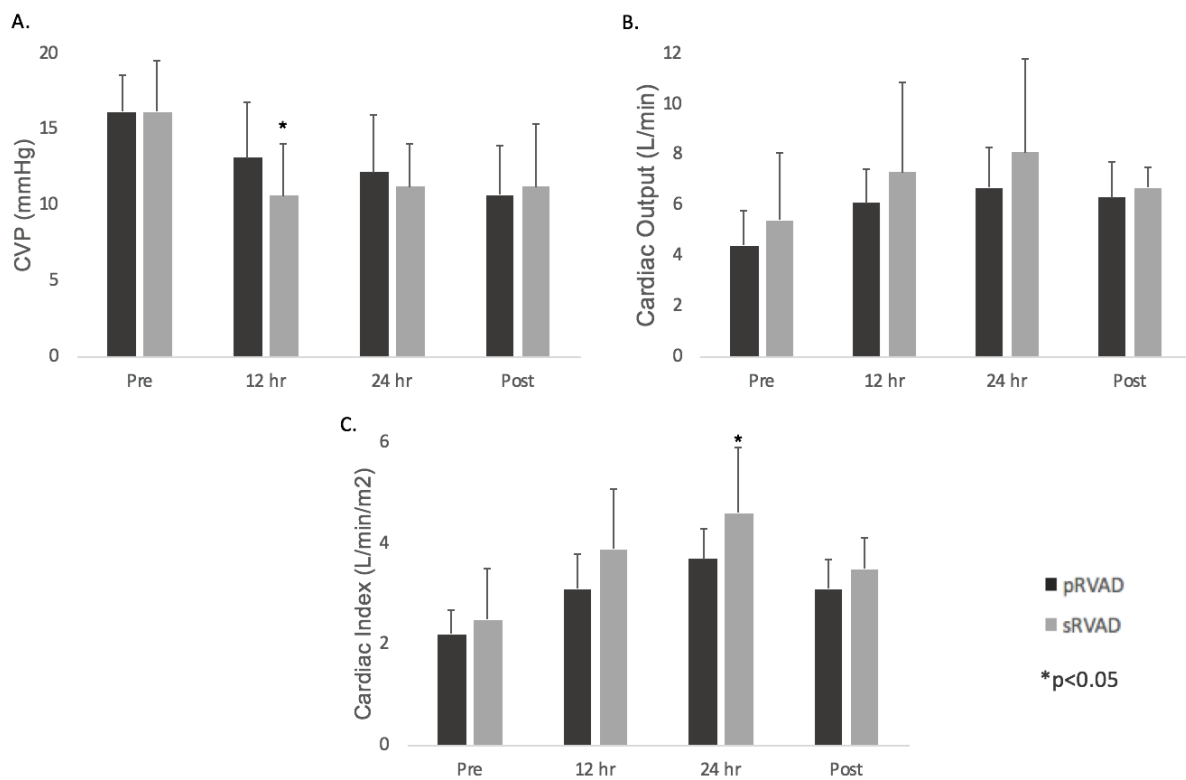 A.
CVP (mmHg)
20
15
10
5
0
*
Pre
12 hr
24 hr
Post
B.
Cardiac Output (L/min)
12
10
8
6
4
2
0
Pre
12 hr
24 hr
Post
C.
Cardiac Index (L/min/m2)
6
4
2
0
*
Pre
12 hr
24 hr
Post
pRVAD
sRVAD
*p<0.05